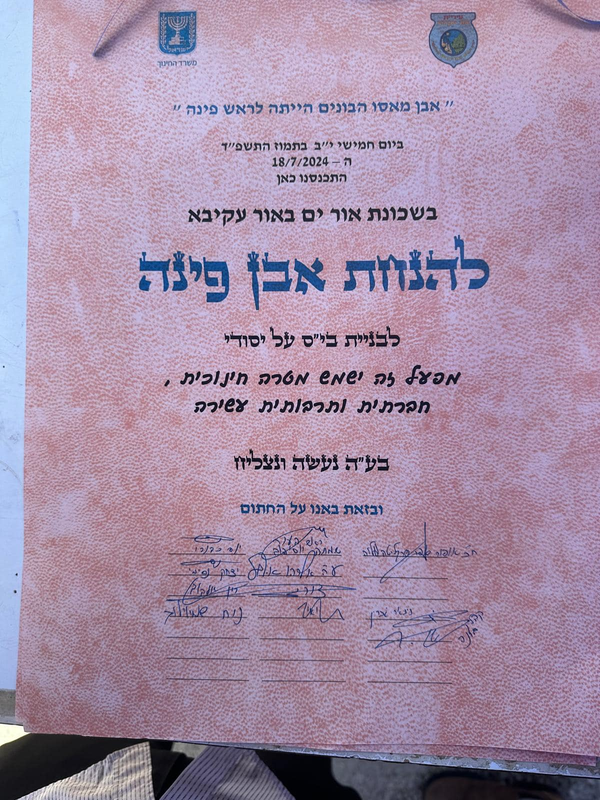 משרד החינוך
״ אבן מאסו הבונים הייתה לראש פינה ״
ביום חמישי י״ב בתמוז התשפ״ד
ה – 18/7/2024
התכנסנו כאן
בשכונת אור ים באור עקיבא
להנחת אבן פינה
לבניית בי״ס על יסודי
מפעל זה ישמש מטרה חינוכית ,
חברתית ותרבותית עשירה
בע״ה נעשה ונצליח
ובזאת באנו על החתום